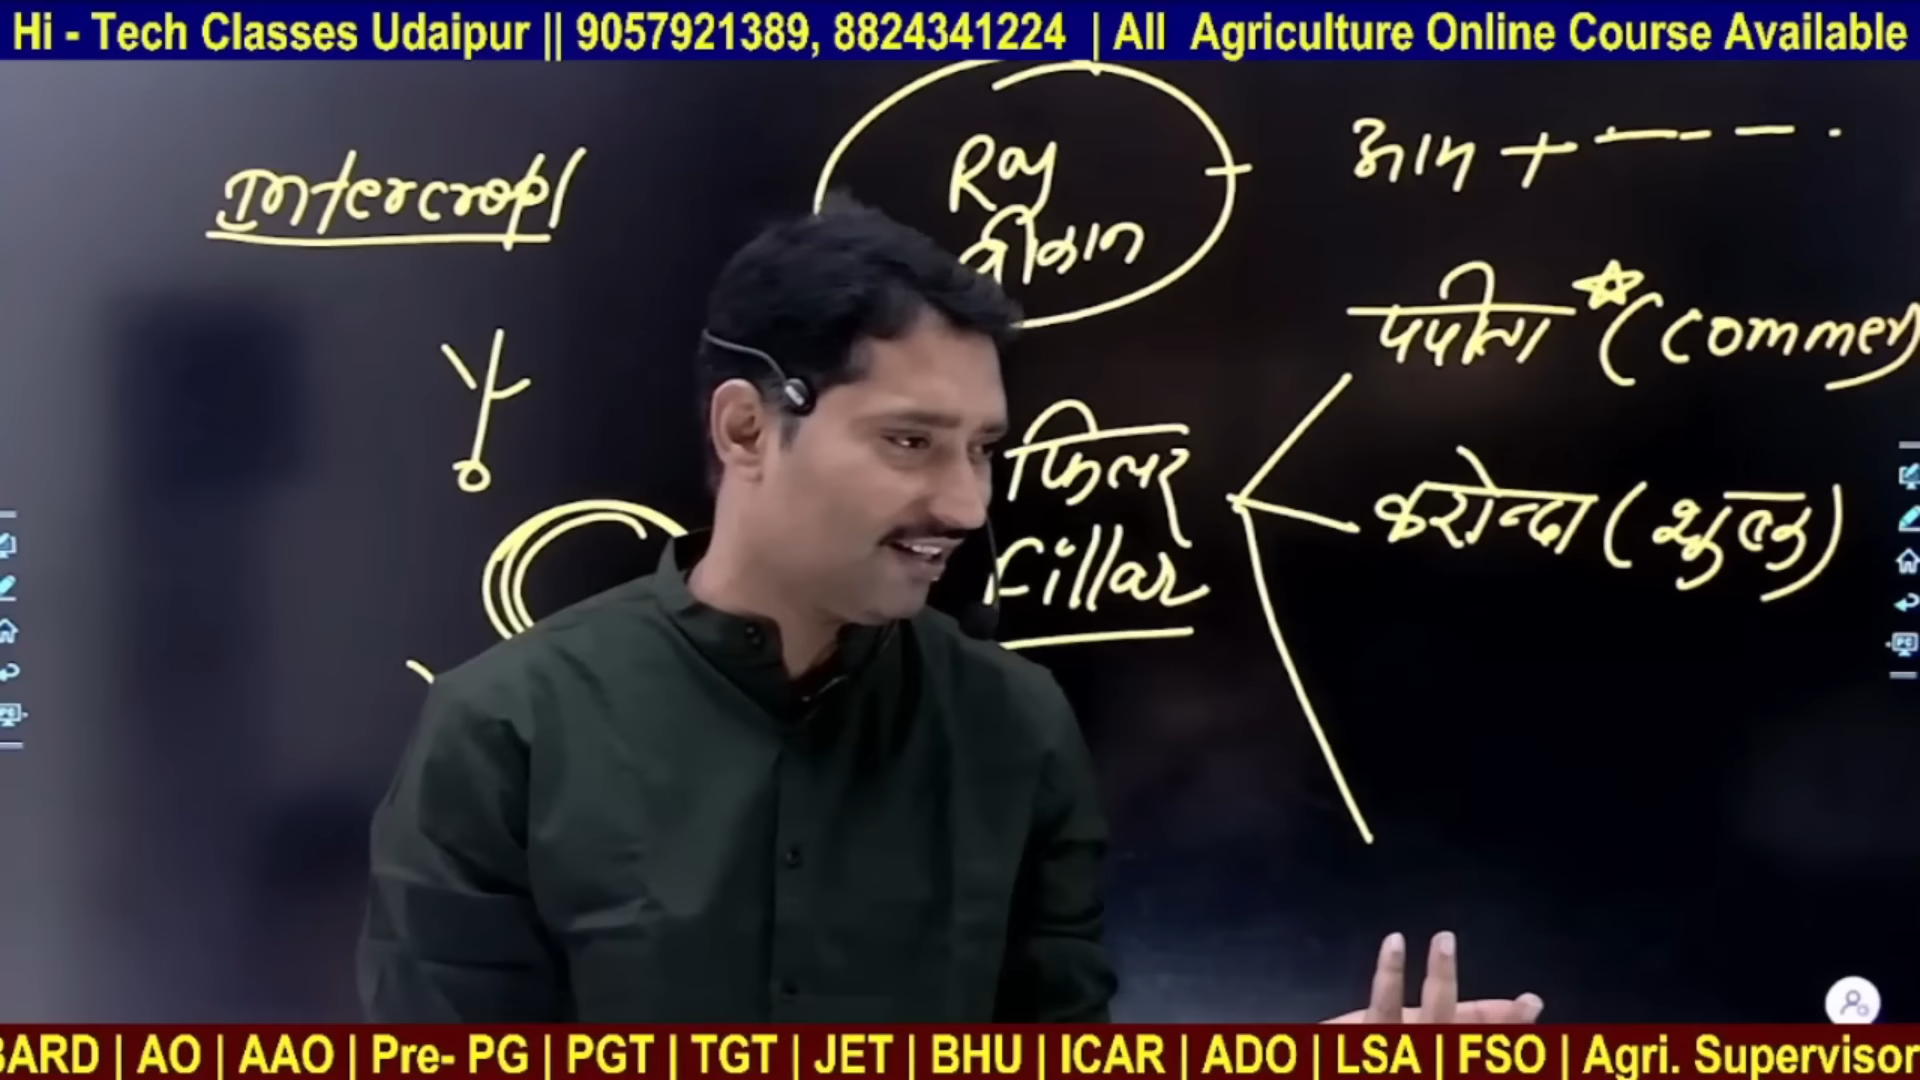 Hi - Tech Classes Udaipur || 9057921389, 8824341224 | All Agriculture Online Course Available
Intercrop
Raj
बीकान
आम + - - - -
पपीता (Commer
फिलर
Fillar
करोन्दा (शुष्क)
BARD | AO | AAO | Pre- PG | PGT | TGT | JET | BHU | ICAR | ADO | LSA | FSO | Agri. Supervisor